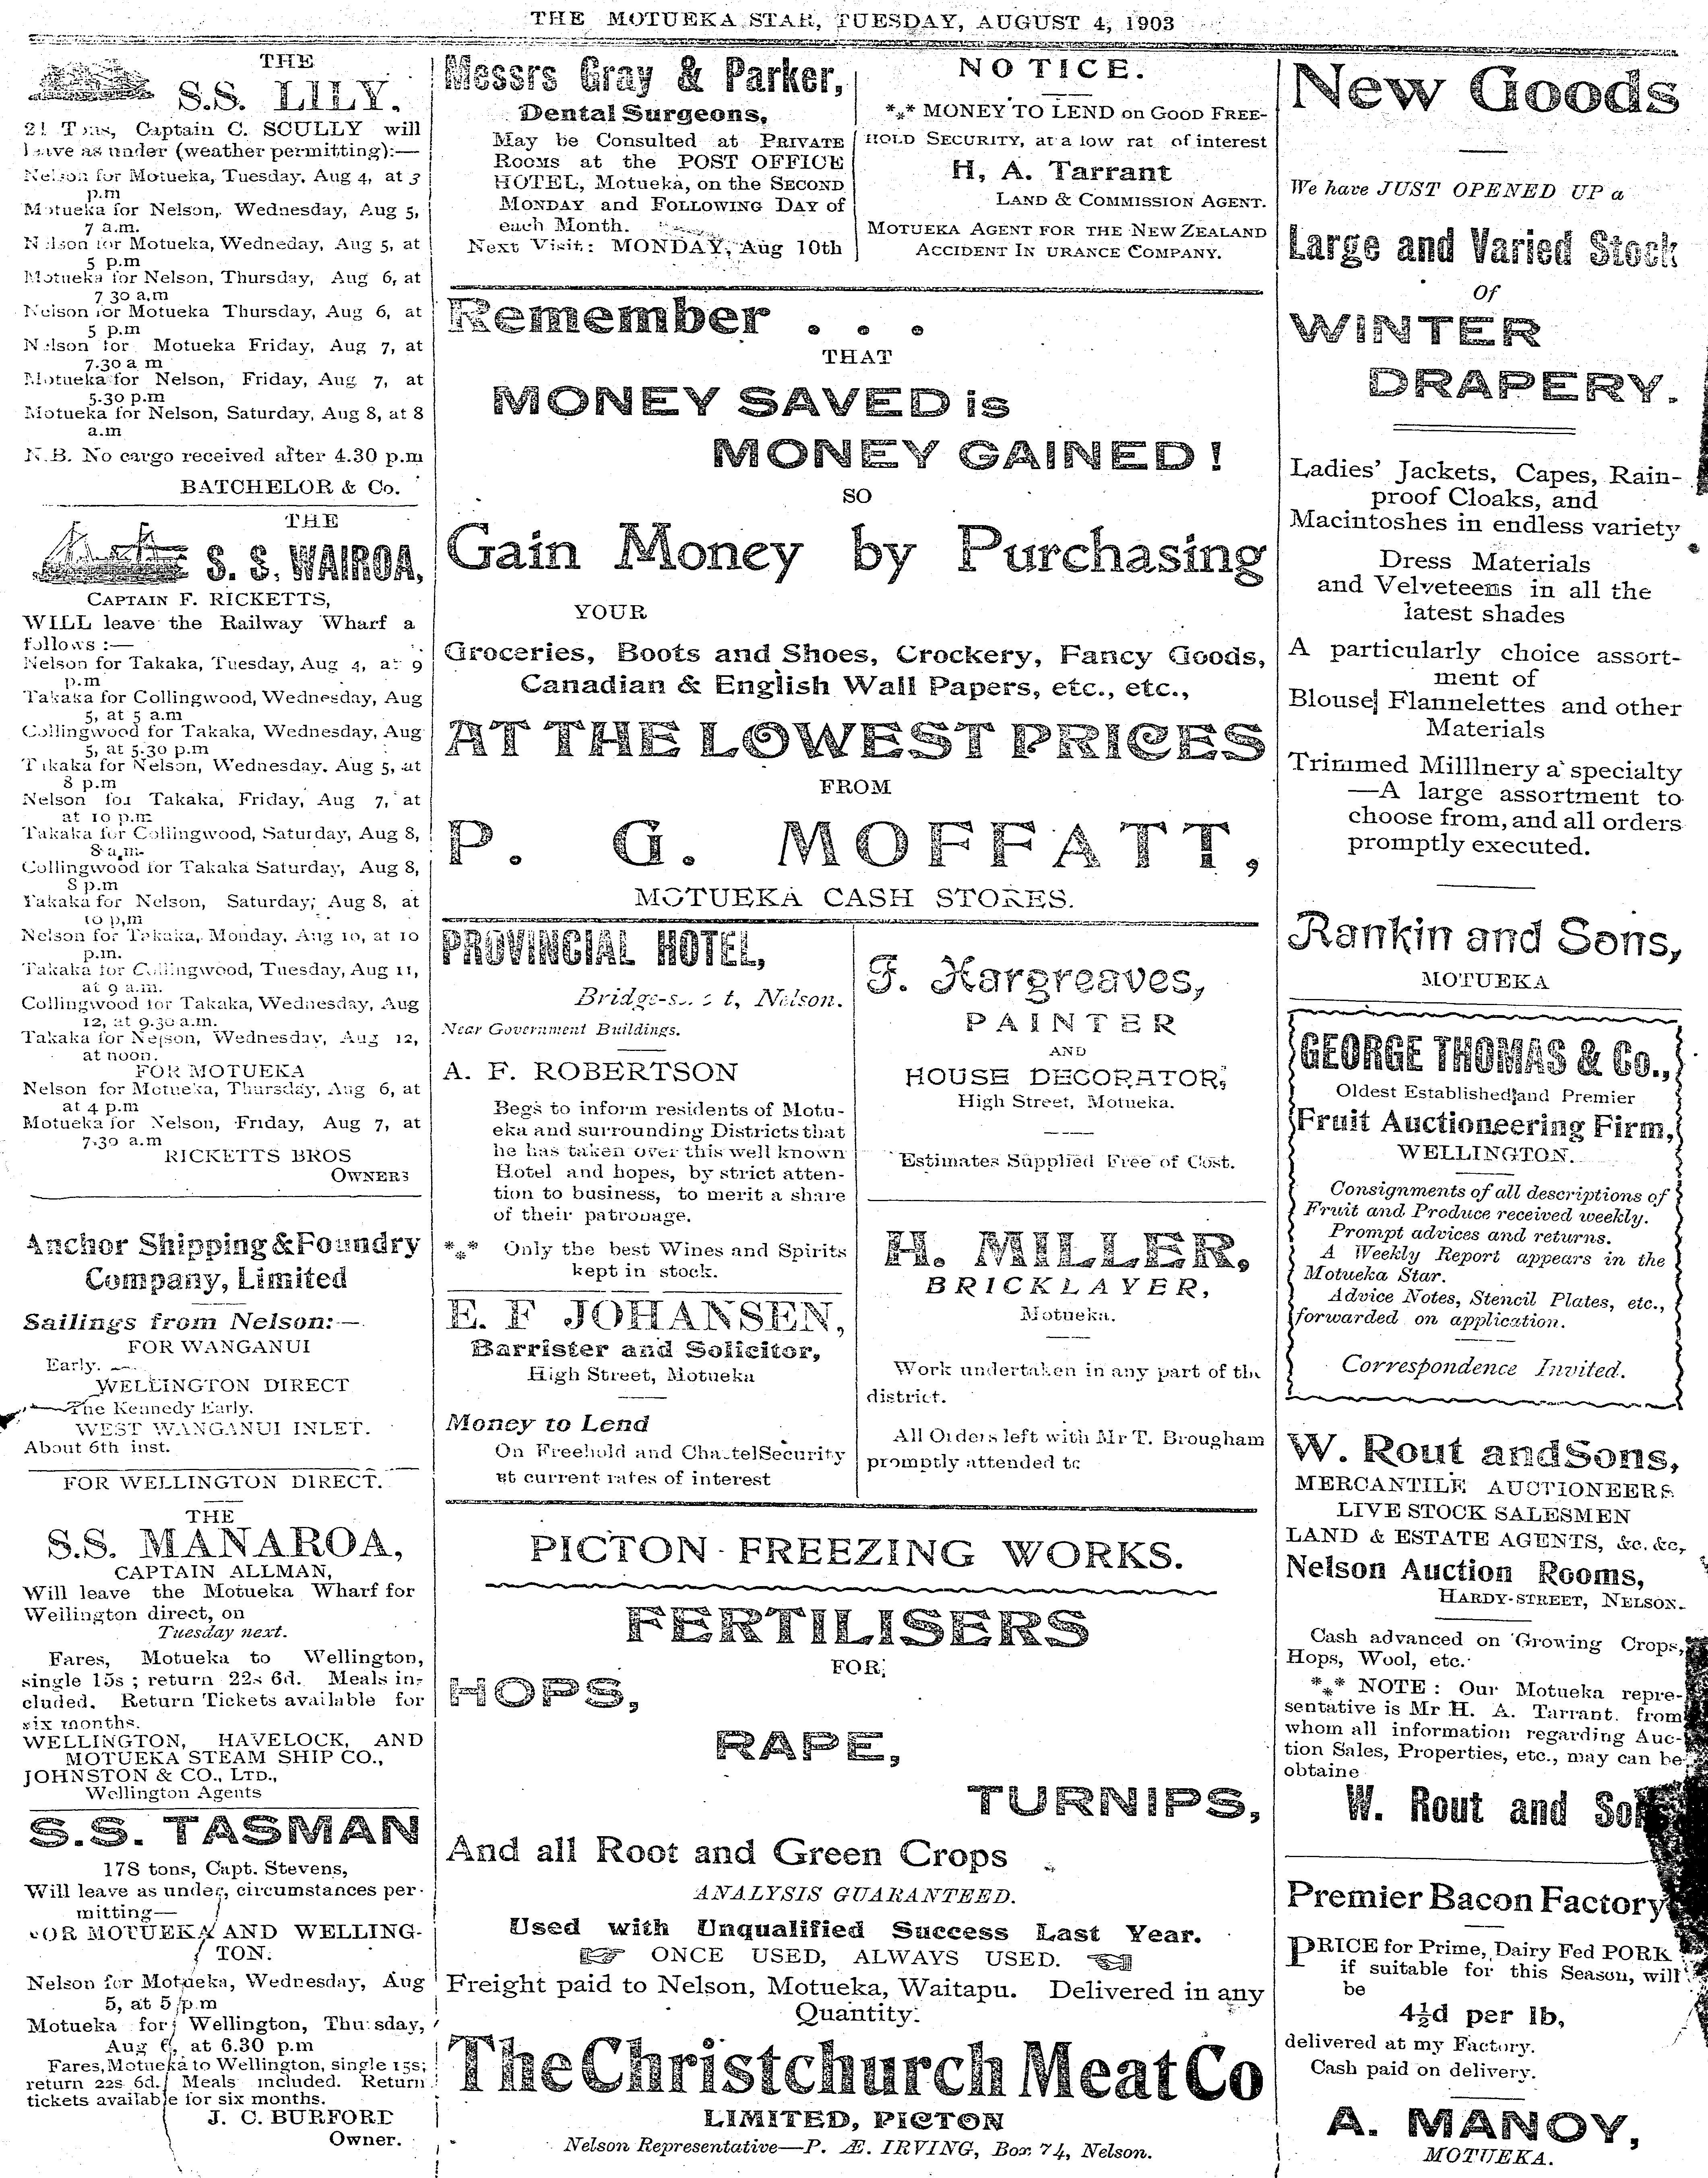 THE MOTUEKA STAR, TUESDAY, AUGUST 4, 1903
THE
S.S. LILY,
21 Tons, Captain C. SCULLY will
leave as under (weather permitting):—
Nelson for Motueka, Tuesday, Aug 4, at 3
p.m
Motueka for Nelson, Wednesday, Aug 5,
7 a.m.
Nelson for Motueka, Wedneday, Aug 5, at
5 p.m
Motueka for Nelson, Thursday, Aug 6, at
7 30 a.m
Nelson for Motueka Thursday, Aug 6, at
5 p.m
Nelson for Motueka Friday, Aug 7, at
7.30 a m
Motueka for Nelson, Friday, Aug 7, at
5.30 p.m
Motueka for Nelson, Saturday, Aug 8, at 8
a.m
N.B. No cargo received after 4.30 p.m
BATCHELOR & Co.
THE
S. S. WAIROA,
CAPTAIN F. RICKETTS,
WILL leave the Railway Wharf a
follows :—
Nelson for Takaka, Tuesday, Aug 4, at 9
p.m
Takaka for Collingwood, Wednesday, Aug
5, at 5 a.m
Collingwood for Takaka, Wednesday, Aug
5, at 5.30 p.m
Takaka for Nelson, Wednesday. Aug 5, at
8 p.m
Nelson for Takaka, Friday, Aug 7, at
at 10 p.m
Takaka for Collingwood, Saturday, Aug 8,
8 a.m.
Collingwood for Takaka Saturday, Aug 8,
8 p.m
Takaka for Nelson, Saturday; Aug 8, at
10 p.m
Nelson for Takaka, Monday, Aug 10, at 10
p.m.
Takaka for Collingwood, Tuesday, Aug 11,
at 9 a.m.
Collingwood for Takaka, Wednesday, Aug
12, at 9.30 a.m.
Takaka for Nelson, Wednesday, Aug 12,
at noon.
FOR MOTUEKA
Nelson for Motueka, Thursday, Aug 6, at
at 4 p.m
Motueka for Nelson, Friday, Aug 7, at
7.30 a.m
RICKETTS BROS
OWNERS
Anchor Shipping & Foundry
Company, Limited
Sailings from Nelson:—
FOR WANGANUI
Early.
WELLINGTON DIRECT
The Kennedy Early.
WEST WANGANUI INLET.
About 6th inst.
FOR WELLINGTON DIRECT.
THE
S.S. MANAROA,
CAPTAIN ALLMAN,
Will leave the Motueka Wharf for
Wellington direct, on
Tuesday next.
Fares, Motueka to Wellington,
single 15s ; return 22s 6d. Meals in-
cluded. Return Tickets available for
six months.
WELLINGTON, HAVELOCK, AND
MOTUEKA STEAM SHIP CO.,
JOHNSTON & CO., LTD.,
Wellington Agents
S.S. TASMAN
178 tons, Capt. Stevens,
Will leave as under, circumstances per-
mitting—
FOR MOTUEKA AND WELLING-
TON.
Nelson for Motueka, Wednesday, Aug
5, at 5 p.m
Motueka for Wellington, Thursday,
Aug 6, at 6.30 p.m
Fares, Motueka to Wellington, single 15s;
return 22s 6d. Meals included. Return
tickets available for six months.
J. C. BURFORD
Owner.
Messrs Gray & Parker,
Dental Surgeons,
May be Consulted at PRIVATE
ROOMS at the POST OFFICE
HOTEL, Motueka, on the SECOND
MONDAY and FOLLOWING DAY of
each Month.
Next Visit: MONDAY, Aug 10th
NOTICE.
*** MONEY TO LEND on GOOD FREE-
HOLD SECURITY, at a low rat of interest
H, A. Tarrant
LAND & COMMISSION AGENT.
MOTUEKA AGENT FOR THE NEW ZEALAND
ACCIDENT IN URANCE COMPANY.
Remember . . .
THAT
MONEY SAVED is
MONEY GAINED !
SO
Gain Money by Purchasing
YOUR
Groceries, Boots and Shoes, Crockery, Fancy Goods,
Canadian & English Wall Papers, etc., etc.,
AT THE LOWEST PRICES
FROM
P. G. MOFFATT,
MOTUEKA CASH STORES.
PROVINCIAL HOTEL,
Bridge-st, Nelson.
Near Government Buildings.
A. F. ROBERTSON
Begs to inform residents of Motu-
eka and surrounding Districts that
he has taken over this well known
Hotel and hopes, by strict atten-
tion to business, to merit a share
of their patronage.
*** Only the best Wines and Spirits
kept in stock.
E. F JOHANSEN,
Barrister and Solicitor,
High Street, Motueka
Money to Lend
On Freehold and Chattel Security
at current rates of interest
F. Hargreaves,
PAINTER
AND
HOUSE DECORATOR,
High Street, Motueka.
Estimates Supplied Free of Cost.
H. MILLER,
BRICKLAYER,
Motueka.
Work undertaken in any part of the
district.
All Orders left with Mr T. Brougham
promptly attended to
PICTON FREEZING WORKS.
FERTILISERS
FOR
HOPS,
RAPE,
TURNIPS,
And all Root and Green Crops
ANALYSIS GUARANTEED.
Used with Unqualified Success Last Year.
ONCE USED, ALWAYS USED.
Freight paid to Nelson, Motueka, Waitapu. Delivered in any
Quantity.
The Christchurch Meat Co
LIMITED, PICTON
Nelson Representative—P. Æ. IRVING, Box 74, Nelson.
New Goods
We have JUST OPENED UP a
Large and Varied Stock
Of
WINTER
DRAPERY.
Ladies' Jackets, Capes, Rain-
proof Cloaks, and
Macintoshes in endless variety
Dress Materials
and Velveteens in all the
latest shades
A particularly choice assort-
ment of
Blouse Flannelettes and other
Materials
Trimmed Milllnery a specialty
—A large assortment to
choose from, and all orders
promptly executed.
Rankin and Sons,
MOTUEKA
GEORGE THOMAS & Co.,
Oldest Established and Premier
Fruit Auctioneering Firm,
WELLINGTON.
Consignments of all descriptions of
Fruit and Produce received weekly.
Prompt advices and returns.
A Weekly Report appears in the
Motueka Star.
Advice Notes, Stencil Plates, etc.,
forwarded on application.
Correspondence Invited.
W. Rout and Sons,
MERCANTILE AUCTIONEERS
LIVE STOCK SALESMEN
LAND & ESTATE AGENTS, &c. &c,
Nelson Auction Rooms,
HARDY-STREET, NELSON.
Cash advanced on Growing Crops,
Hops, Wool, etc.
*** NOTE : Our Motueka repre-
sentative is Mr H. A. Tarrant. from
whom all information regarding Auc-
tion Sales, Properties, etc., may can be
obtaine
W. Rout and Son
Premier Bacon Factory
PRICE for Prime, Dairy Fed PORK
if suitable for this Season, will
be
4½d per lb,
delivered at my Factory.
Cash paid on delivery.
A. MANOY,
MOTUEKA.